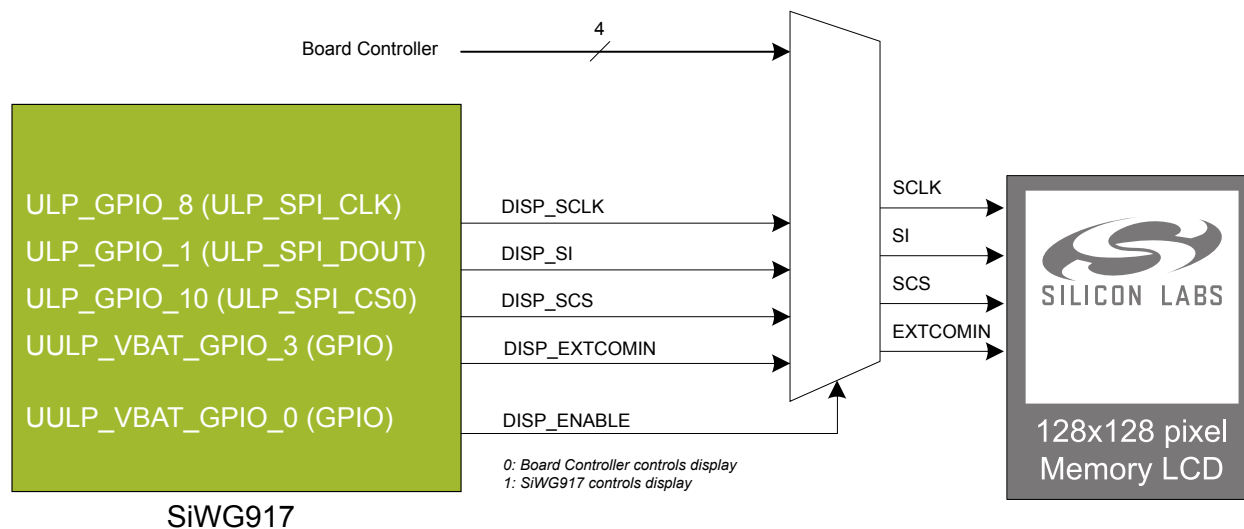 Board Controller
4
ULP_GPIO_8 (ULP_SPI_CLK)
DISP_SCLK
SCLK
ULP_GPIO_1 (ULP_SPI_DOUT)
DISP_SI
SI
ULP_GPIO_10 (ULP_SPI_CS0)
DISP_SCS
SCS
UULP_VBAT_GPIO_3 (GPIO)
DISP_EXTCOMIN
EXTCOMIN
UULP_VBAT_GPIO_0 (GPIO)
DISP_ENABLE
0: Board Controller controls display
1: SiWG917 controls display
SILICON LABS
128x128 pixel
Memory LCD
SiWG917